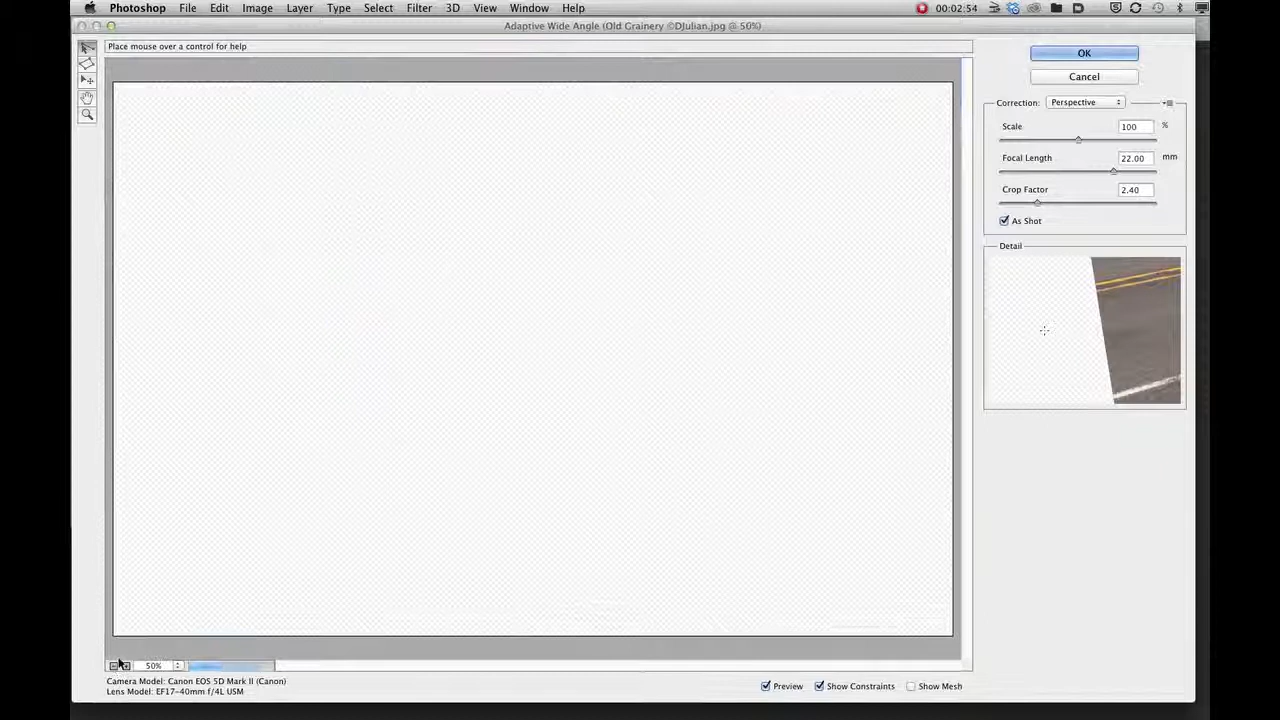 Photoshop File Edit Image Layer Type Select Filter 3D View Window Help 00:02:54
Adaptive Wide Angle (Old Grainery ©DJulian.jpg @ 50%)
Place mouse over a control for help
OK
Cancel
Correction: Perspective
Scale 100 %
Focal Length 22.00 mm
Crop Factor 2.40
As Shot
Detail
50%
Camera Model: Canon EOS 5D Mark II (Canon)
Lens Model: EF17-40mm f/4L USM
Preview Show Constraints Show Mesh